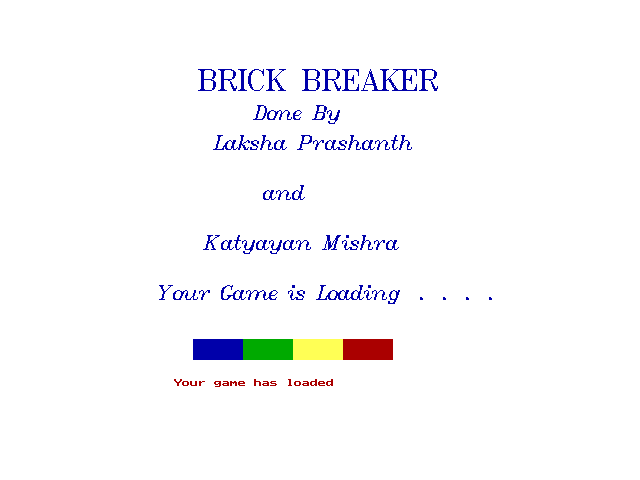 BRICK BREAKER
Done By
Laksha Prashanth
and
Katyayan Mishra
Your Game is Loading . . . .
Your game has loaded